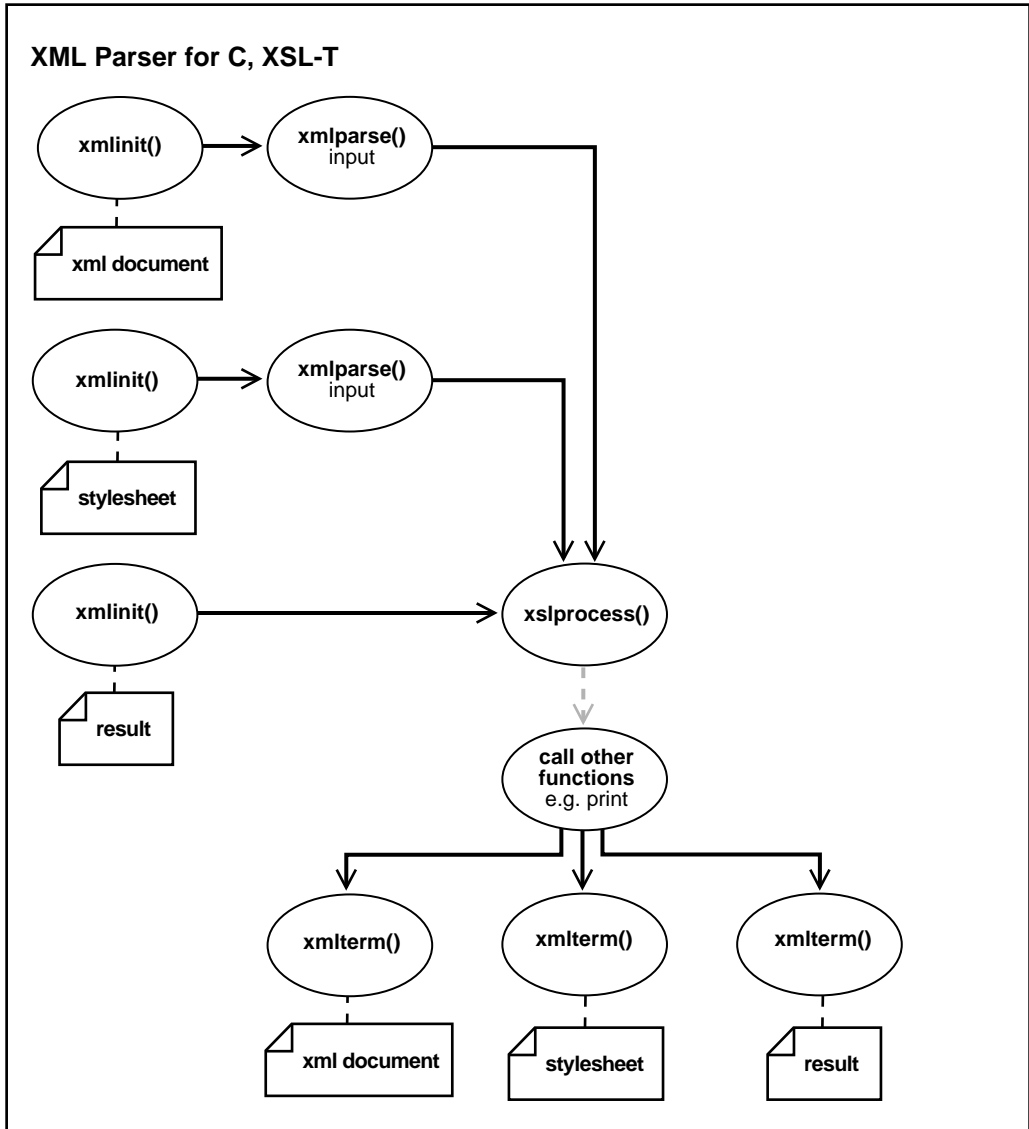 XML Parser for C, XSL-T
xmlinit()
xmlparse()
input
xml document
xmlinit()
xmlparse()
input
stylesheet
xmlinit()
xslprocess()
result
call other
functions
e.g. print
xmlterm()
xmlterm()
xmlterm()
xml document
stylesheet
result